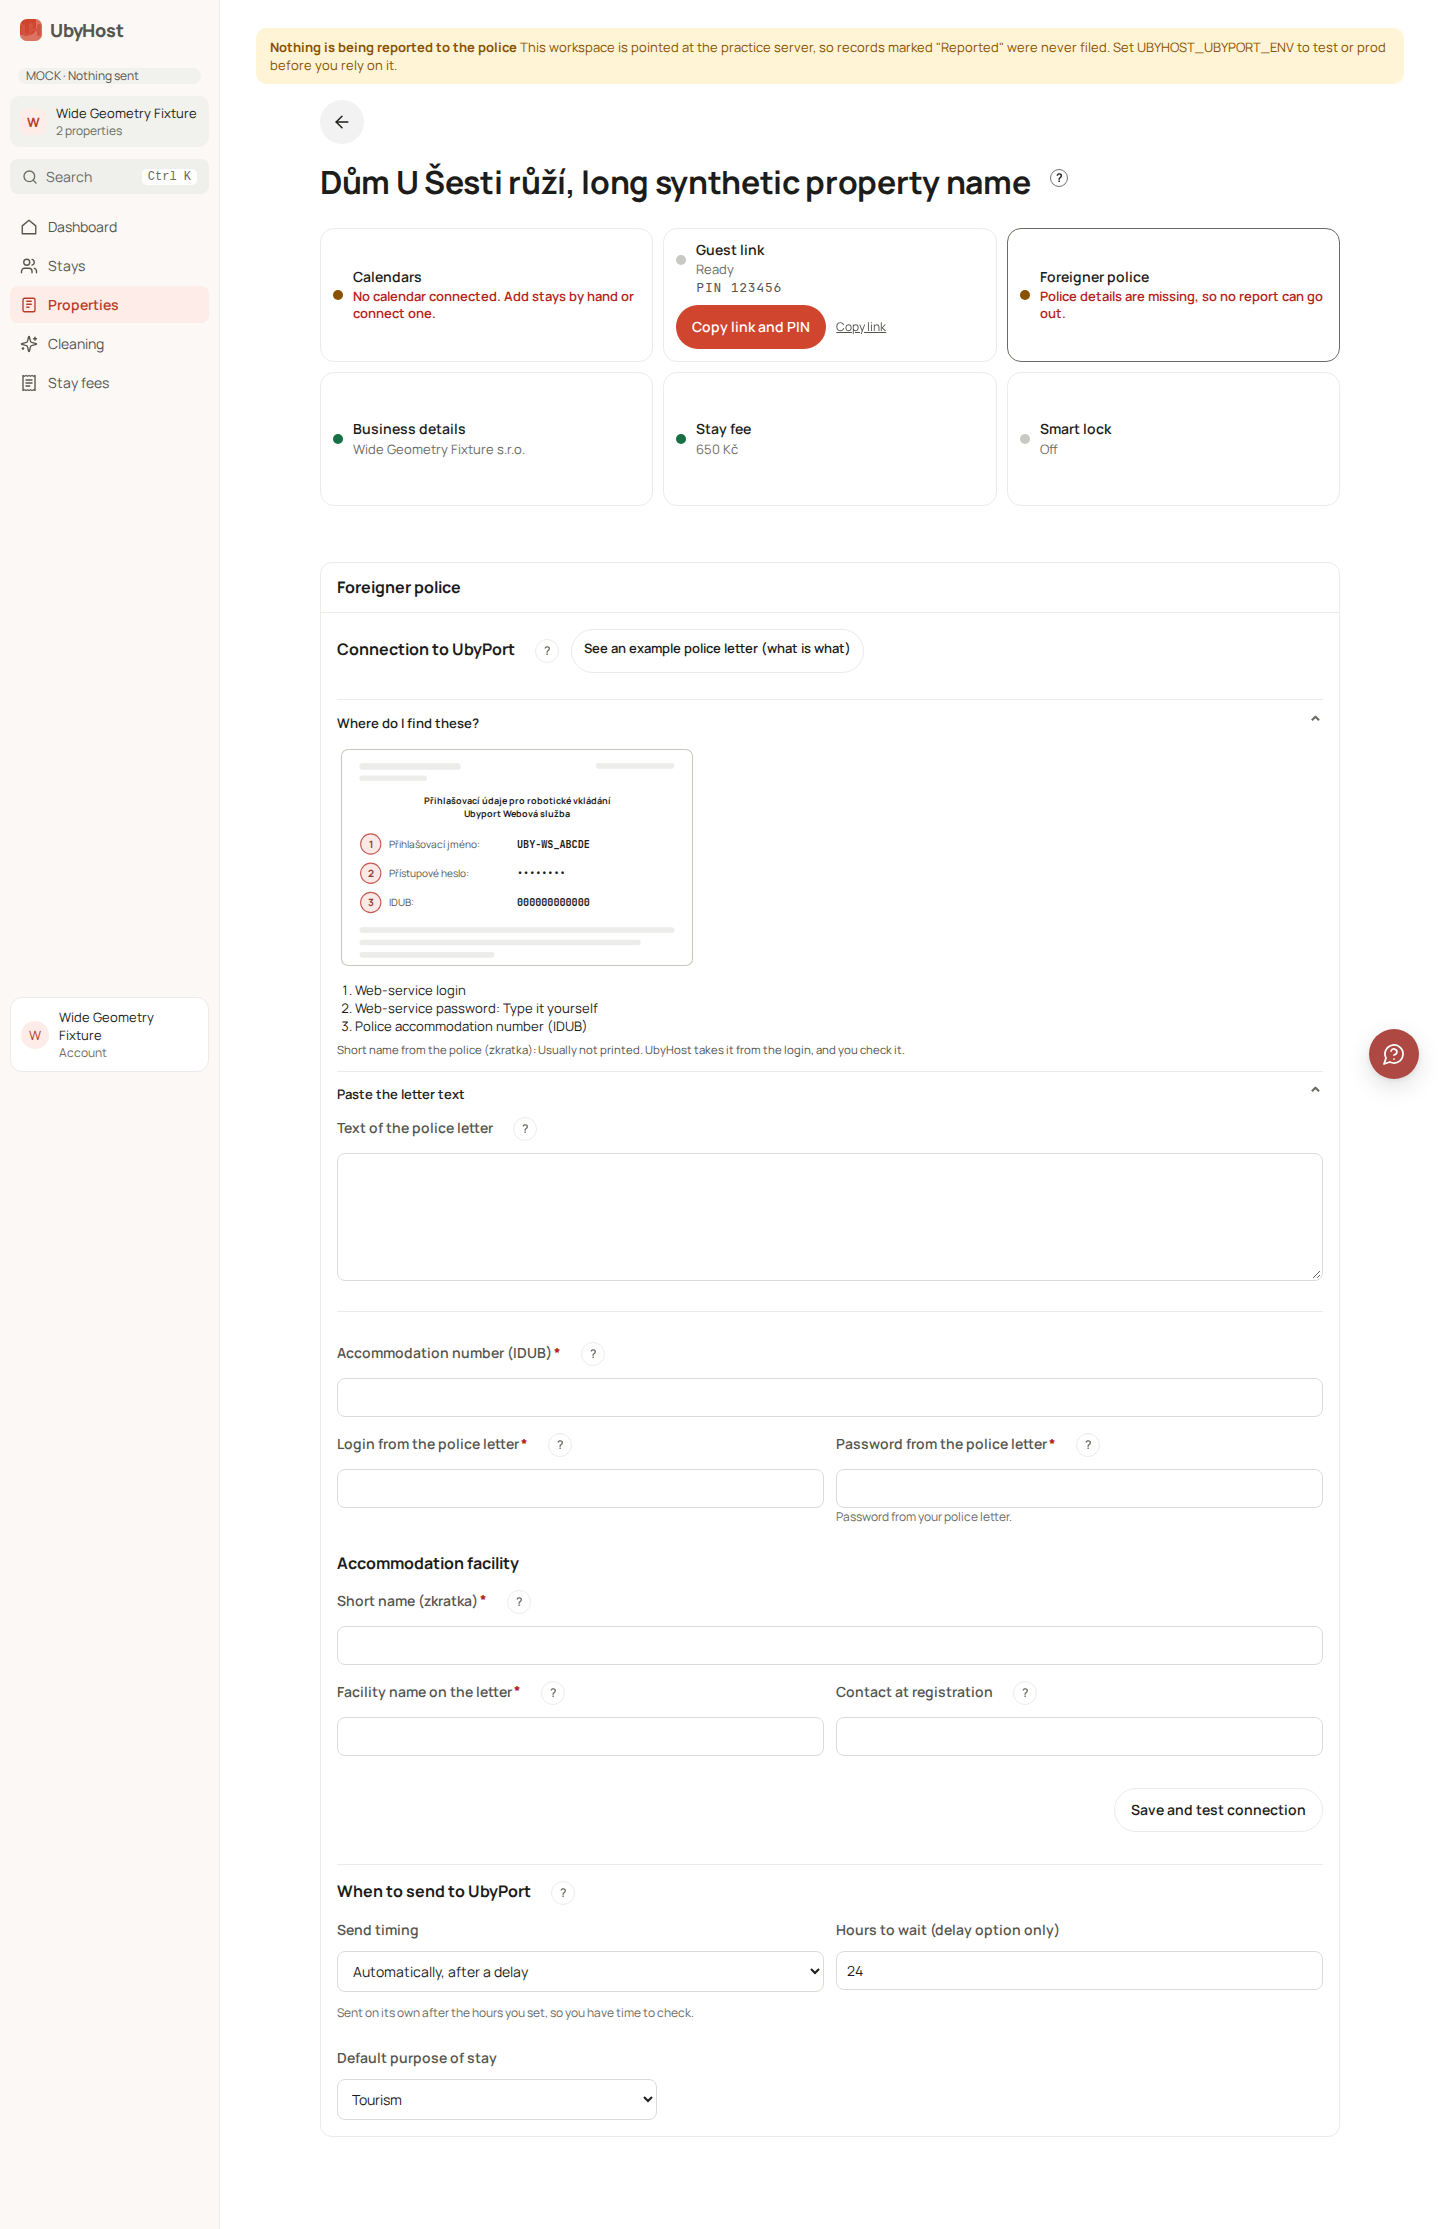 UbyHost
MOCK · Nothing sent
W
Wide Geometry Fixture
2 properties
Search
Ctrl K
Dashboard
Stays
Properties
Cleaning
Stay fees
W
Wide Geometry
Fixture
Account
Nothing is being reported to the police This workspace is pointed at the practice server, so records marked "Reported" were never filed. Set UBYHOST_UBYPORT_ENV to test or prod
before you rely on it.
Dům U Šesti růží, long synthetic property name
?
Calendars
No calendar connected. Add stays by hand or
connect one.
Guest link
Ready
PIN 123456
Copy link and PIN
Copy link
Foreigner police
Police details are missing, so no report can go
out.
Business details
Wide Geometry Fixture s.r.o.
Stay fee
650 Kč
Smart lock
Off
Foreigner police
Connection to UbyPort
?
See an example police letter (what is what)
Where do I find these?
Přihlašovací údaje pro robotické vkládání
Ubyport Webová služba
1 Přihlašovací jméno: UBY-WS_ABCDE
2 Přístupové heslo: ••••••••
3 IDUB: 000000000000
1. Web-service login
2. Web-service password: Type it yourself
3. Police accommodation number (IDUB)
Short name from the police (zkratka): Usually not printed. UbyHost takes it from the login, and you check it.
Paste the letter text
Text of the police letter ?
Accommodation number (IDUB)* ?
Login from the police letter* ?
Password from the police letter* ?
Password from your police letter.
Accommodation facility
Short name (zkratka)* ?
Facility name on the letter* ?
Contact at registration ?
Save and test connection
When to send to UbyPort ?
Send timing
Hours to wait (delay option only)
Automatically, after a delay
24
Sent on its own after the hours you set, so you have time to check.
Default purpose of stay
Tourism